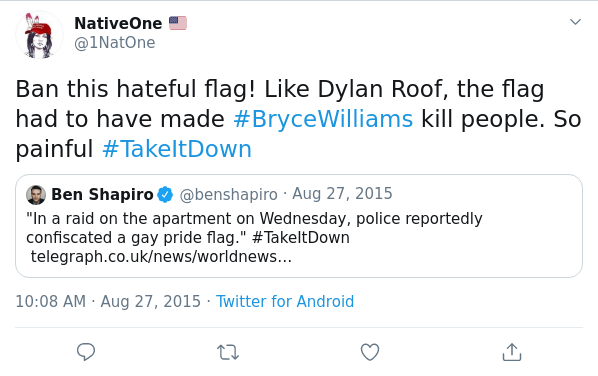 NativeOne
@1NatOne
Ban this hateful flag! Like Dylan Roof, the flag
had to have made #BryceWilliams kill people. So
painful #TakeItDown
Ben Shapiro @benshapiro · Aug 27, 2015
"In a raid on the apartment on Wednesday, police reportedly
confiscated a gay pride flag." #TakeItDown
telegraph.co.uk/news/worldnews…
10:08 AM · Aug 27, 2015 · Twitter for Android